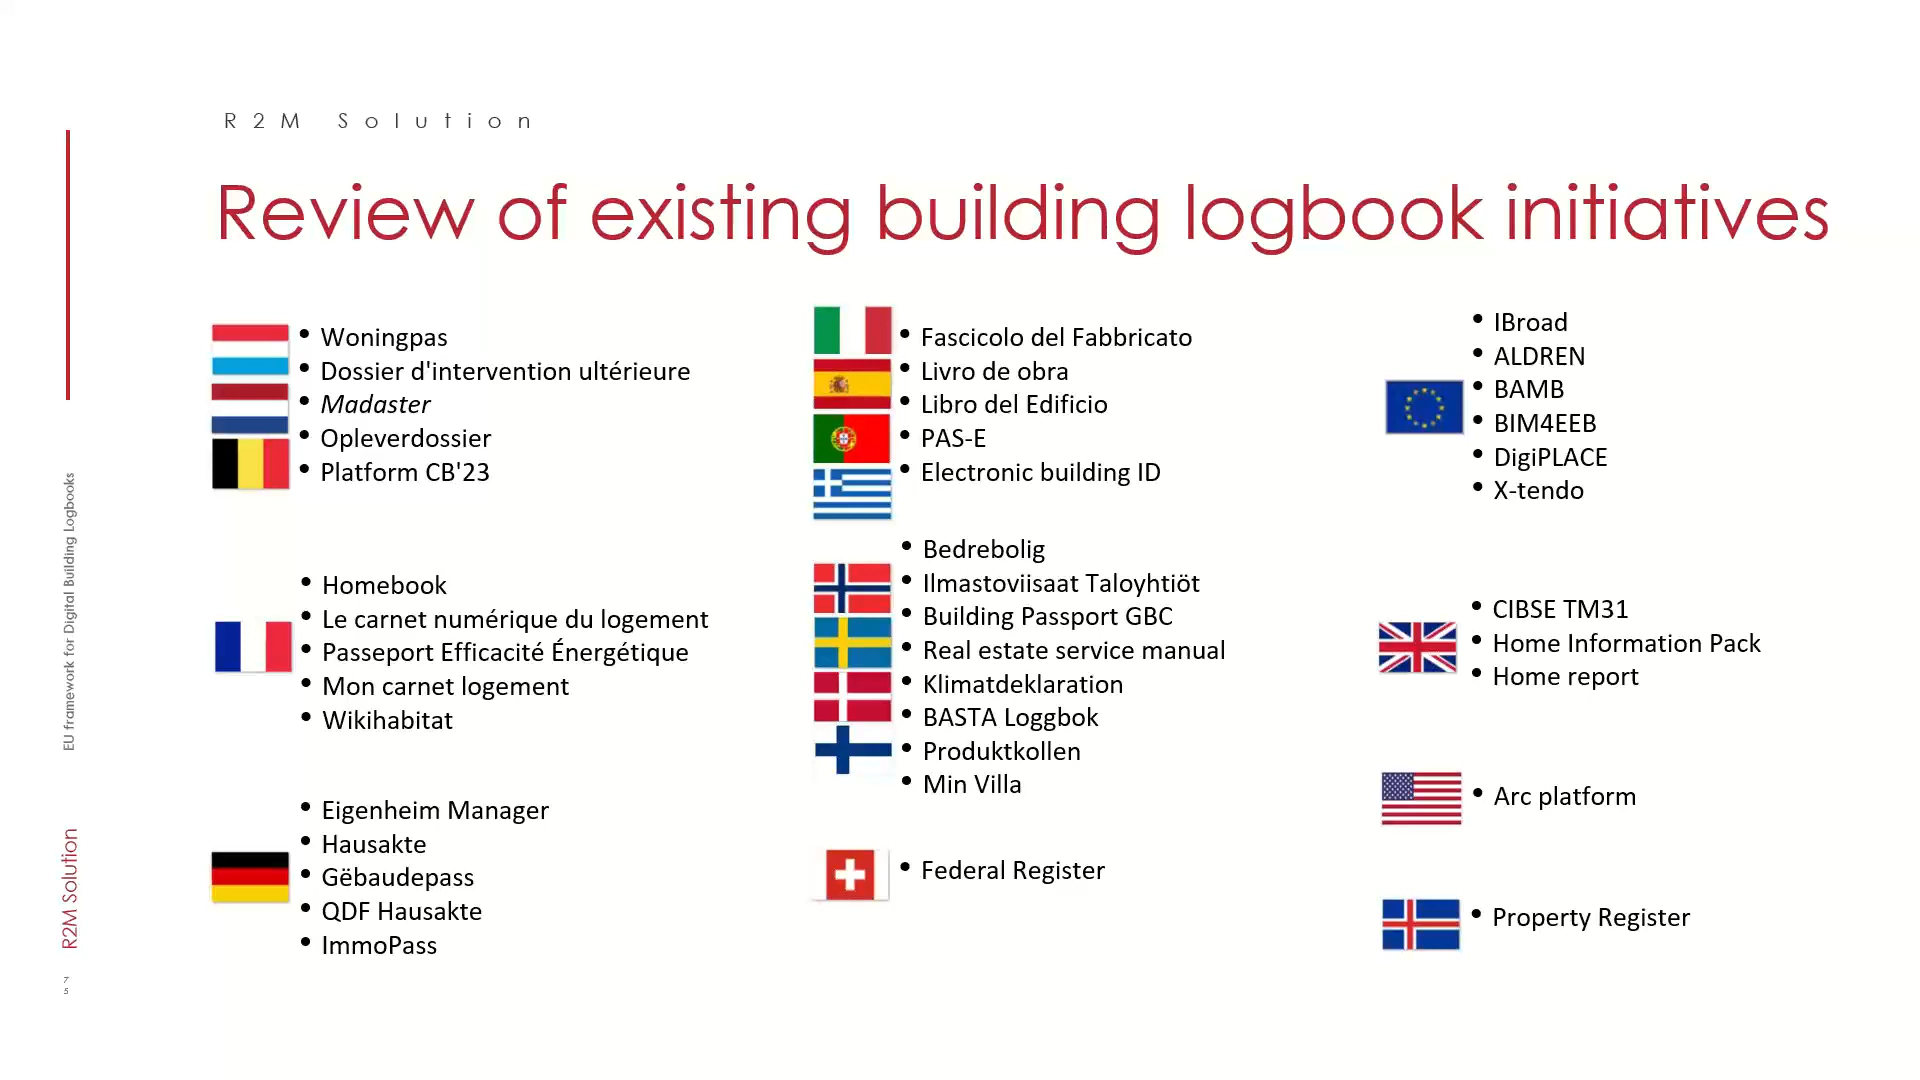 R2M Solution
Review of existing building logbook initiatives
• Woningpas
• Dossier d'intervention ultérieure
• Madaster
• Opleverdossier
• Platform CB'23
• Homebook
• Le carnet numérique du logement
• Passeport Efficacité Énergétique
• Mon carnet logement
• Wikihabitat
• Eigenheim Manager
• Hausakte
• Gëbaudepass
• QDF Hausakte
• ImmoPass
• Fascicolo del Fabbricato
• Livro de obra
• Libro del Edificio
• PAS-E
• Electronic building ID
• Bedrebolig
• Ilmastoviisaat Taloyhtiöt
• Building Passport GBC
• Real estate service manual
• Klimatdeklaration
• BASTA Loggbok
• Produktkollen
• Min Villa
• Federal Register
• IBroad
• ALDREN
• BAMB
• BIM4EEB
• DigiPLACE
• X-tendo
• CIBSE TM31
• Home Information Pack
• Home report
• Arc platform
• Property Register
EU framework for Digital Building Logbooks
R2M Solution
7
5